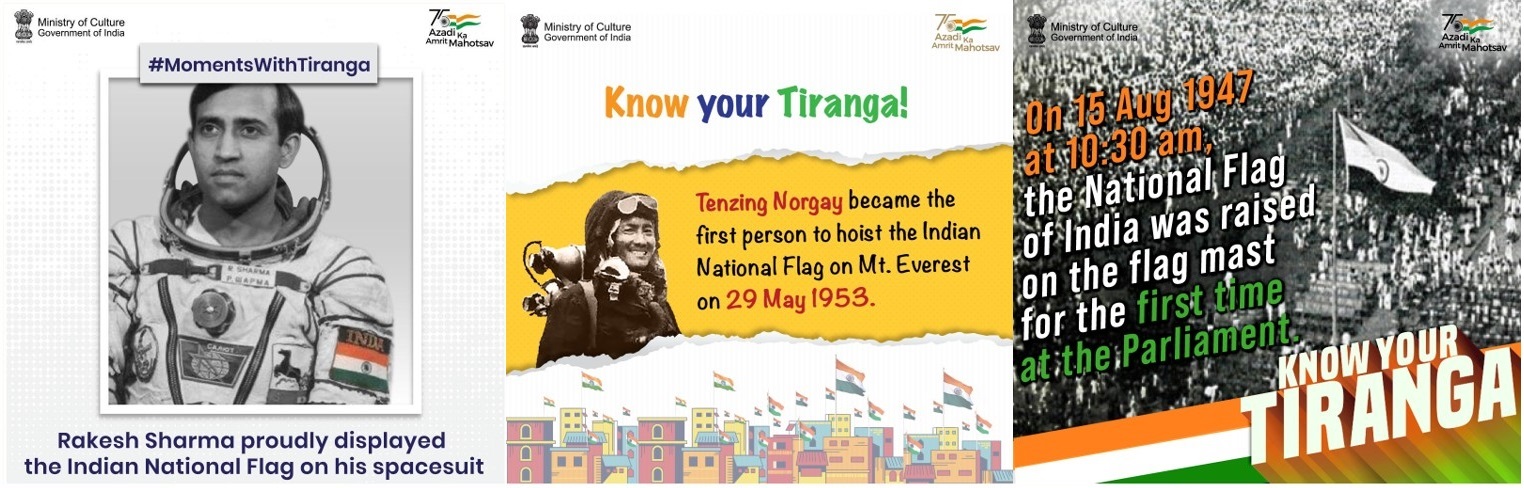 Ministry of Culture
Government of India
75
Azadi Ka
Amrit Mahotsav
#MomentsWithTiranga
R. SHARMA
Р. ШАРМА
INDIA
Rakesh Sharma proudly displayed
the Indian National Flag on his spacesuit
Ministry of Culture
Government of India
75
Azadi Ka
Amrit Mahotsav
Know your Tiranga!
Tenzing Norgay became the
first person to hoist the Indian
National Flag on Mt. Everest
on 29 May 1953.
Ministry of Culture
Government of India
75
Azadi Ka
Amrit Mahotsav
On 15 Aug 1947
at 10:30 am,
the National Flag
of India was raised
on the flag mast
for the first time
at the Parliament.
KNOW YOUR
TIRANGA